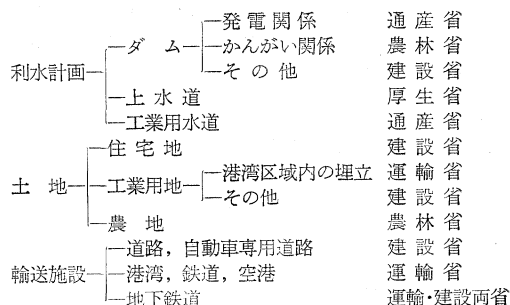 発電関係 通産省
ダム かんがい関係 農林省
利水計画 その他 建設省
上水道 厚生省
工業用水道 通産省
住宅地 建設省
土地 工業用地 港湾区域内の埋立 運輸省
その他 建設省
農地 農林省
道路，自動車専用道路 建設省
輸送施設 港湾，鉄道，空港 運輸省
地下鉄道 運輸・建設両省